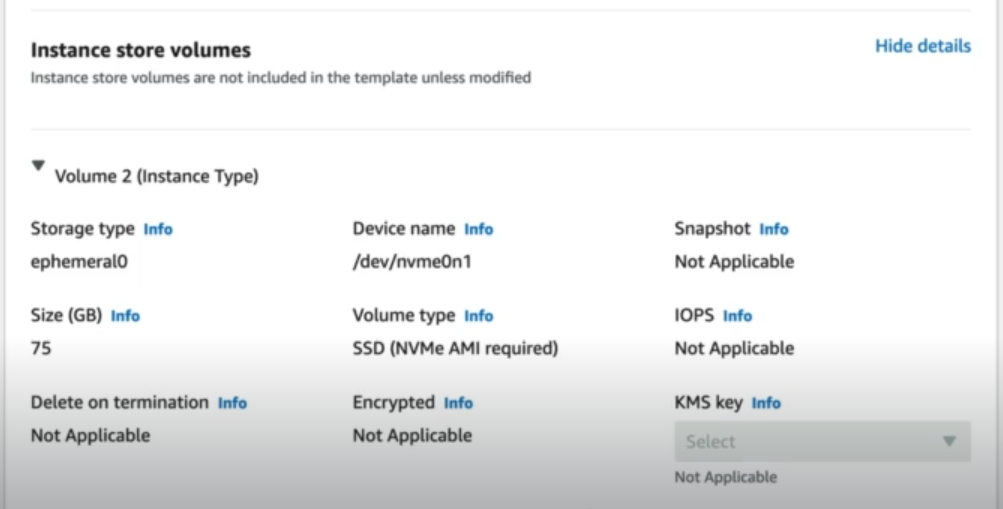 Instance store volumes
Hide details
Instance store volumes are not included in the template unless modified
Volume 2 (Instance Type)
Storage type Info
Device name Info
Snapshot Info
ephemeral0
/dev/nvme0n1
Not Applicable
Size (GB) Info
Volume type Info
IOPS Info
75
SSD (NVMe AMI required)
Not Applicable
Delete on termination Info
Encrypted Info
KMS key Info
Not Applicable
Not Applicable
Select
Not Applicable